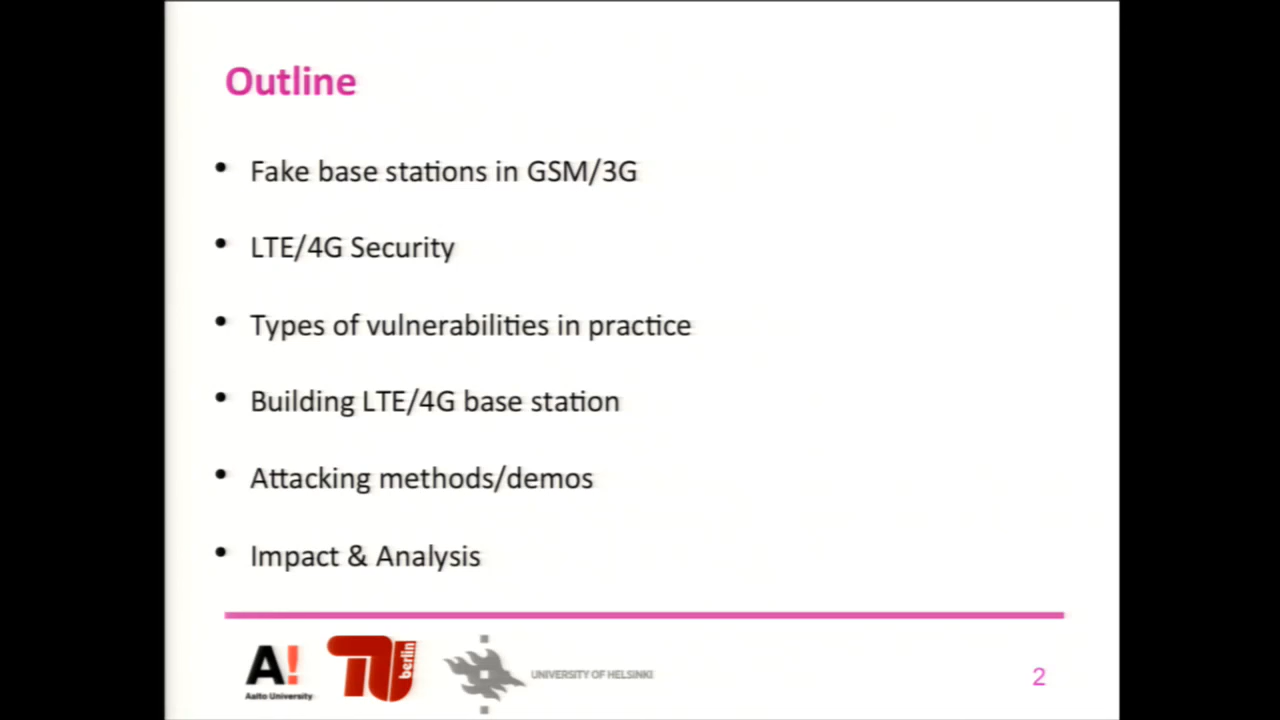 Outline
• Fake base stations in GSM/3G
• LTE/4G Security
• Types of vulnerabilities in practice
• Building LTE/4G base station
• Attacking methods/demos
• Impact & Analysis
A!
Aalto University
TU berlin
UNIVERSITY OF HELSINKI
2